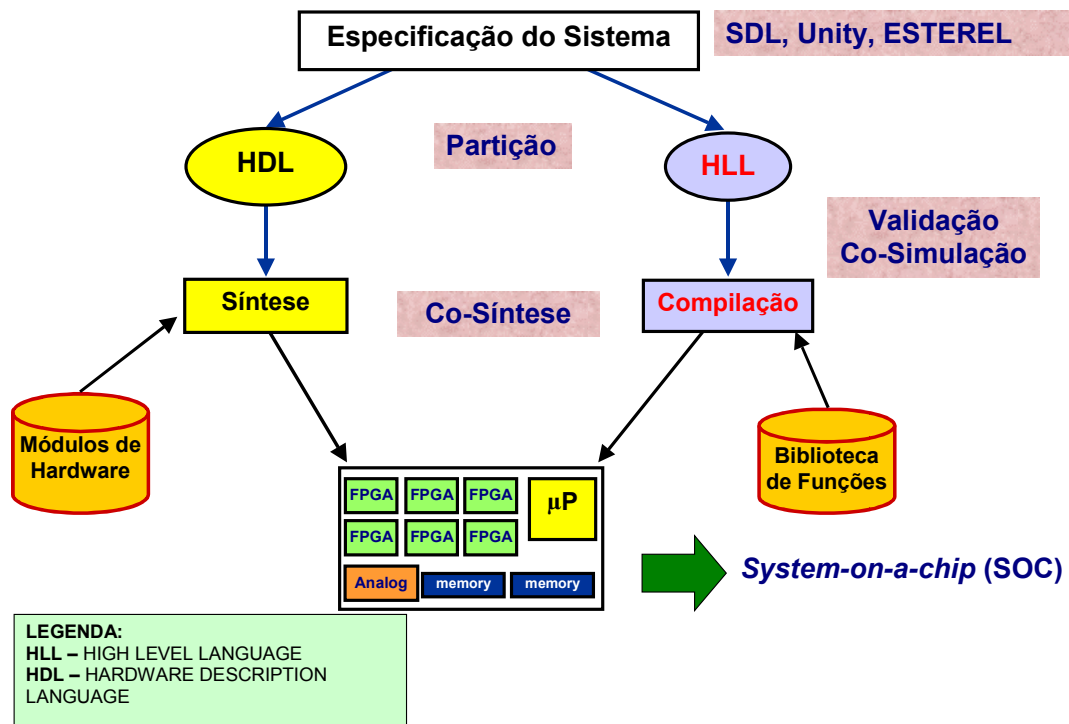 Especificação do Sistema
SDL, Unity, ESTEREL
HDL
Partição
HLL
Validação
Co-Simulação
Síntese
Co-Síntese
Compilação
Módulos de
Hardware
Biblioteca
de Funções
FPGA FPGA FPGA
µP
FPGA FPGA FPGA
Analog memory memory
System-on-a-chip (SOC)
LEGENDA:
HLL – HIGH LEVEL LANGUAGE
HDL – HARDWARE DESCRIPTION
LANGUAGE